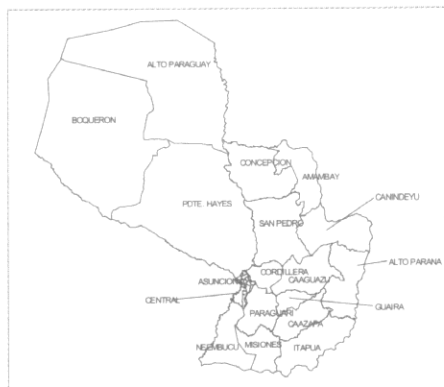 ALTO PARAGUAY
BOQUERON
CONCEPCION
AMAMBAY
CANINDEYU
PDTE. HAYES
SAN PEDRO
ALTO PARANA
CORDILLERA
ASUNCION
CAAGUAZU
CENTRAL
GUAIRA
PARAGUARI
CAAZAPA
NEEMBUCU
MISIONES
ITAPUA